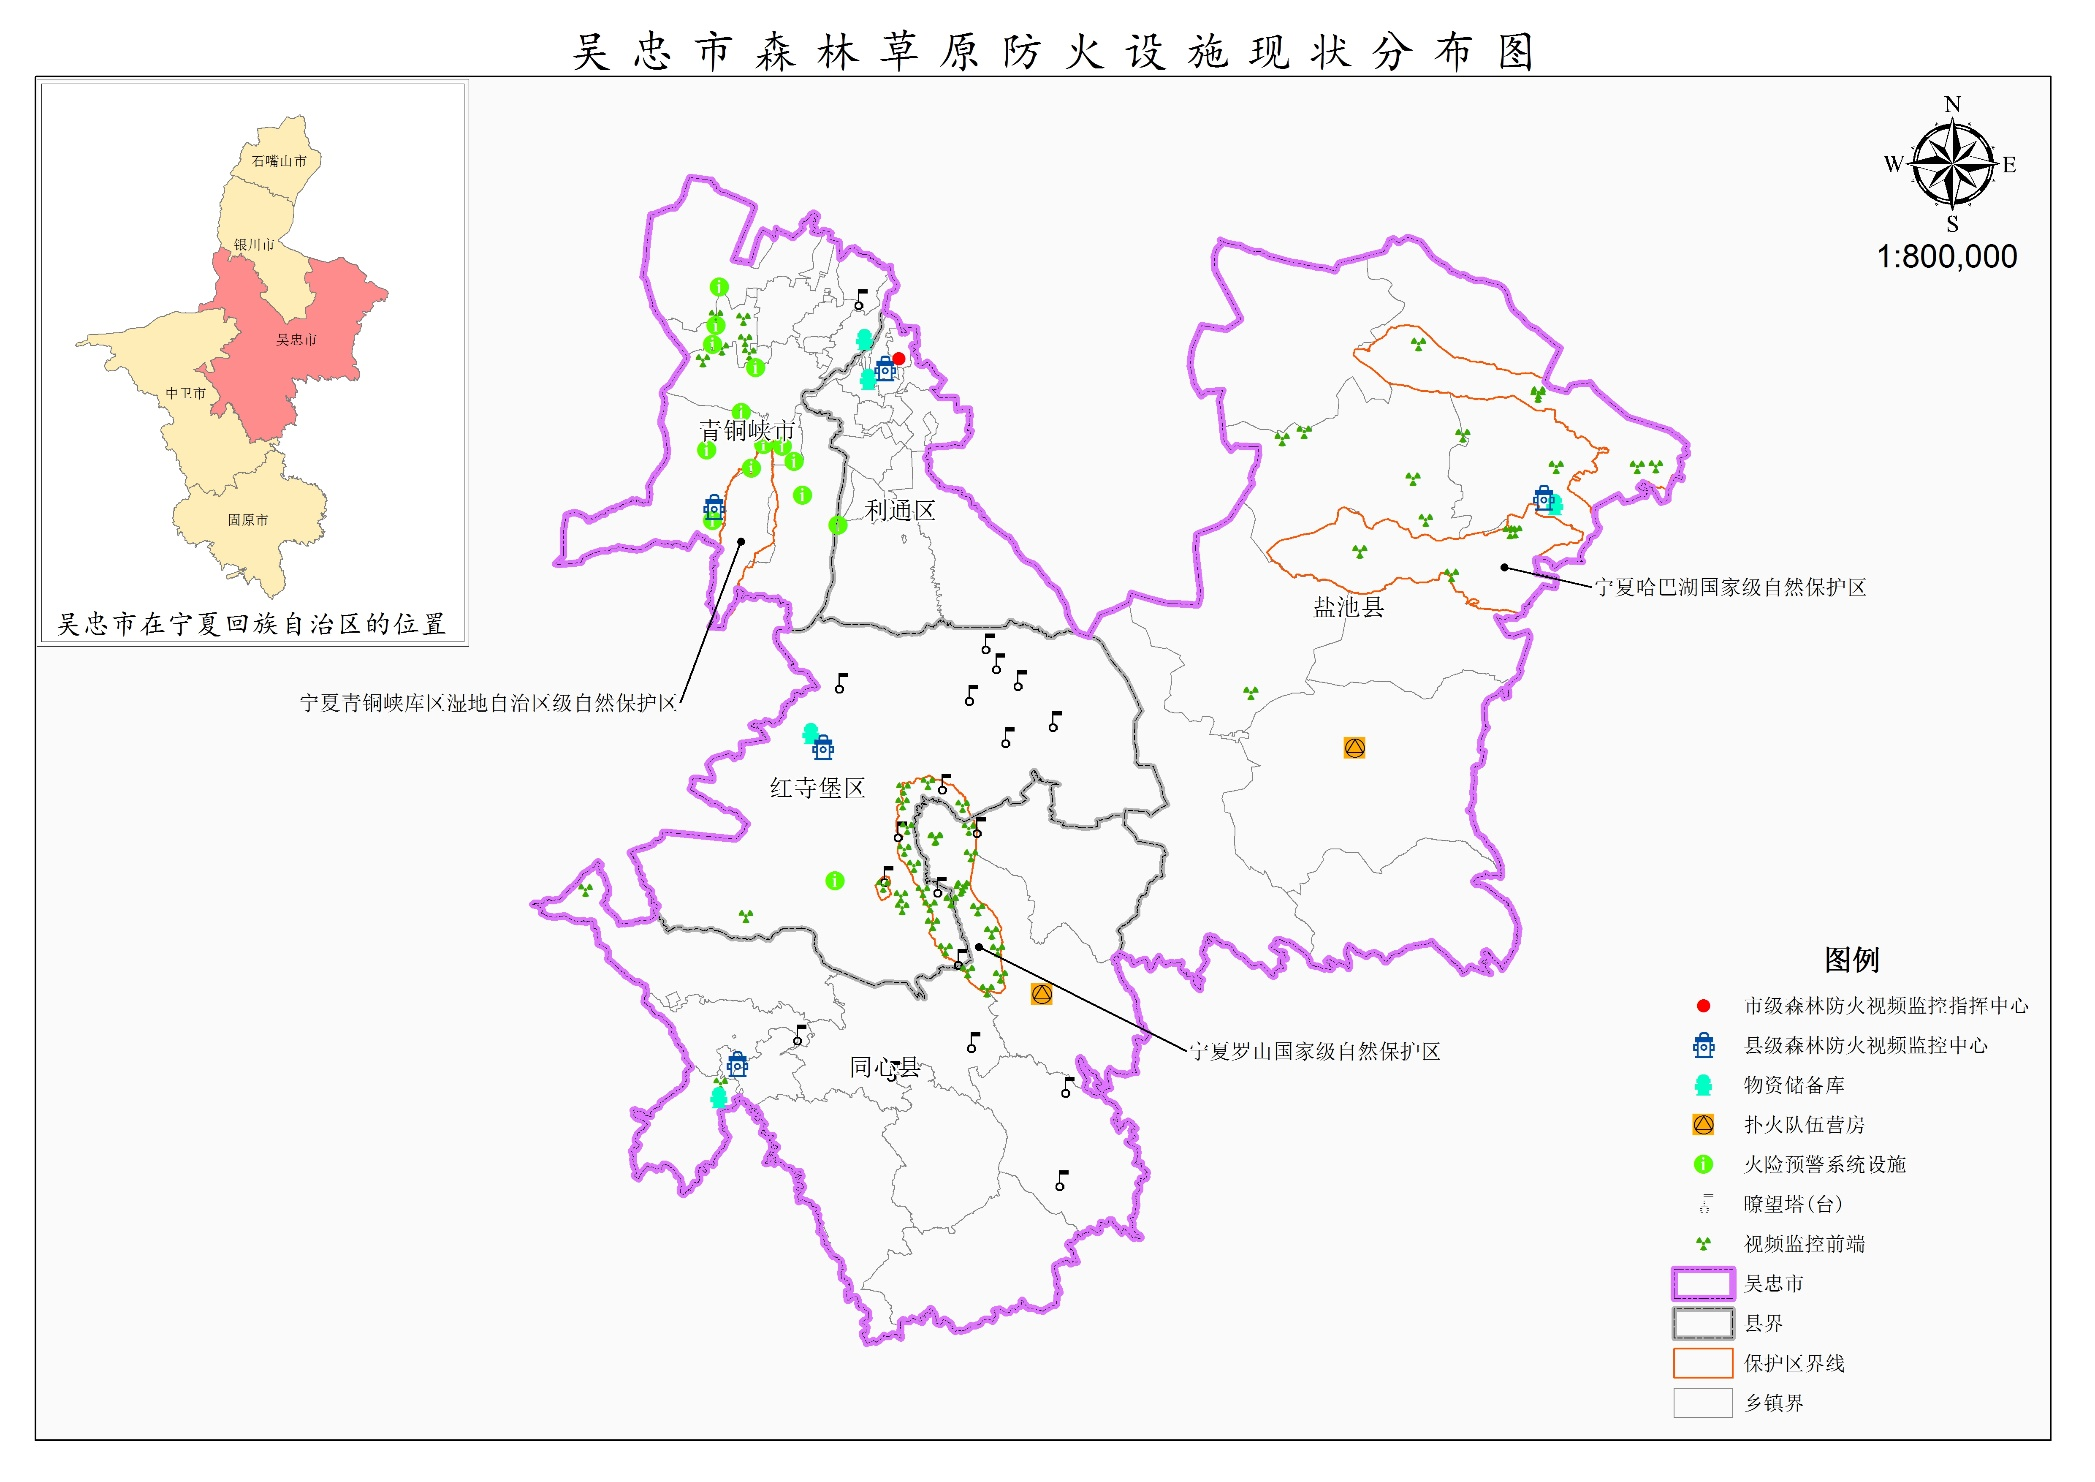 吴忠市森林草原防火设施现状分布图
石嘴山市
银川市
吴忠市
中卫市
固原市
吴忠市在宁夏回族自治区的位置
N
W
E
S
1:800,000
青铜峡市
利通区
宁夏哈巴湖国家级自然保护区
盐池县
宁夏青铜峡库区湿地自治区级自然保护区
红寺堡区
宁夏罗山国家级自然保护区
同心县
图例
市级森林防火视频监控指挥中心
县级森林防火视频监控中心
物资储备库
扑火队伍营房
火险预警系统设施
瞭望塔(台)
视频监控前端
吴忠市
县界
保护区界线
乡镇界